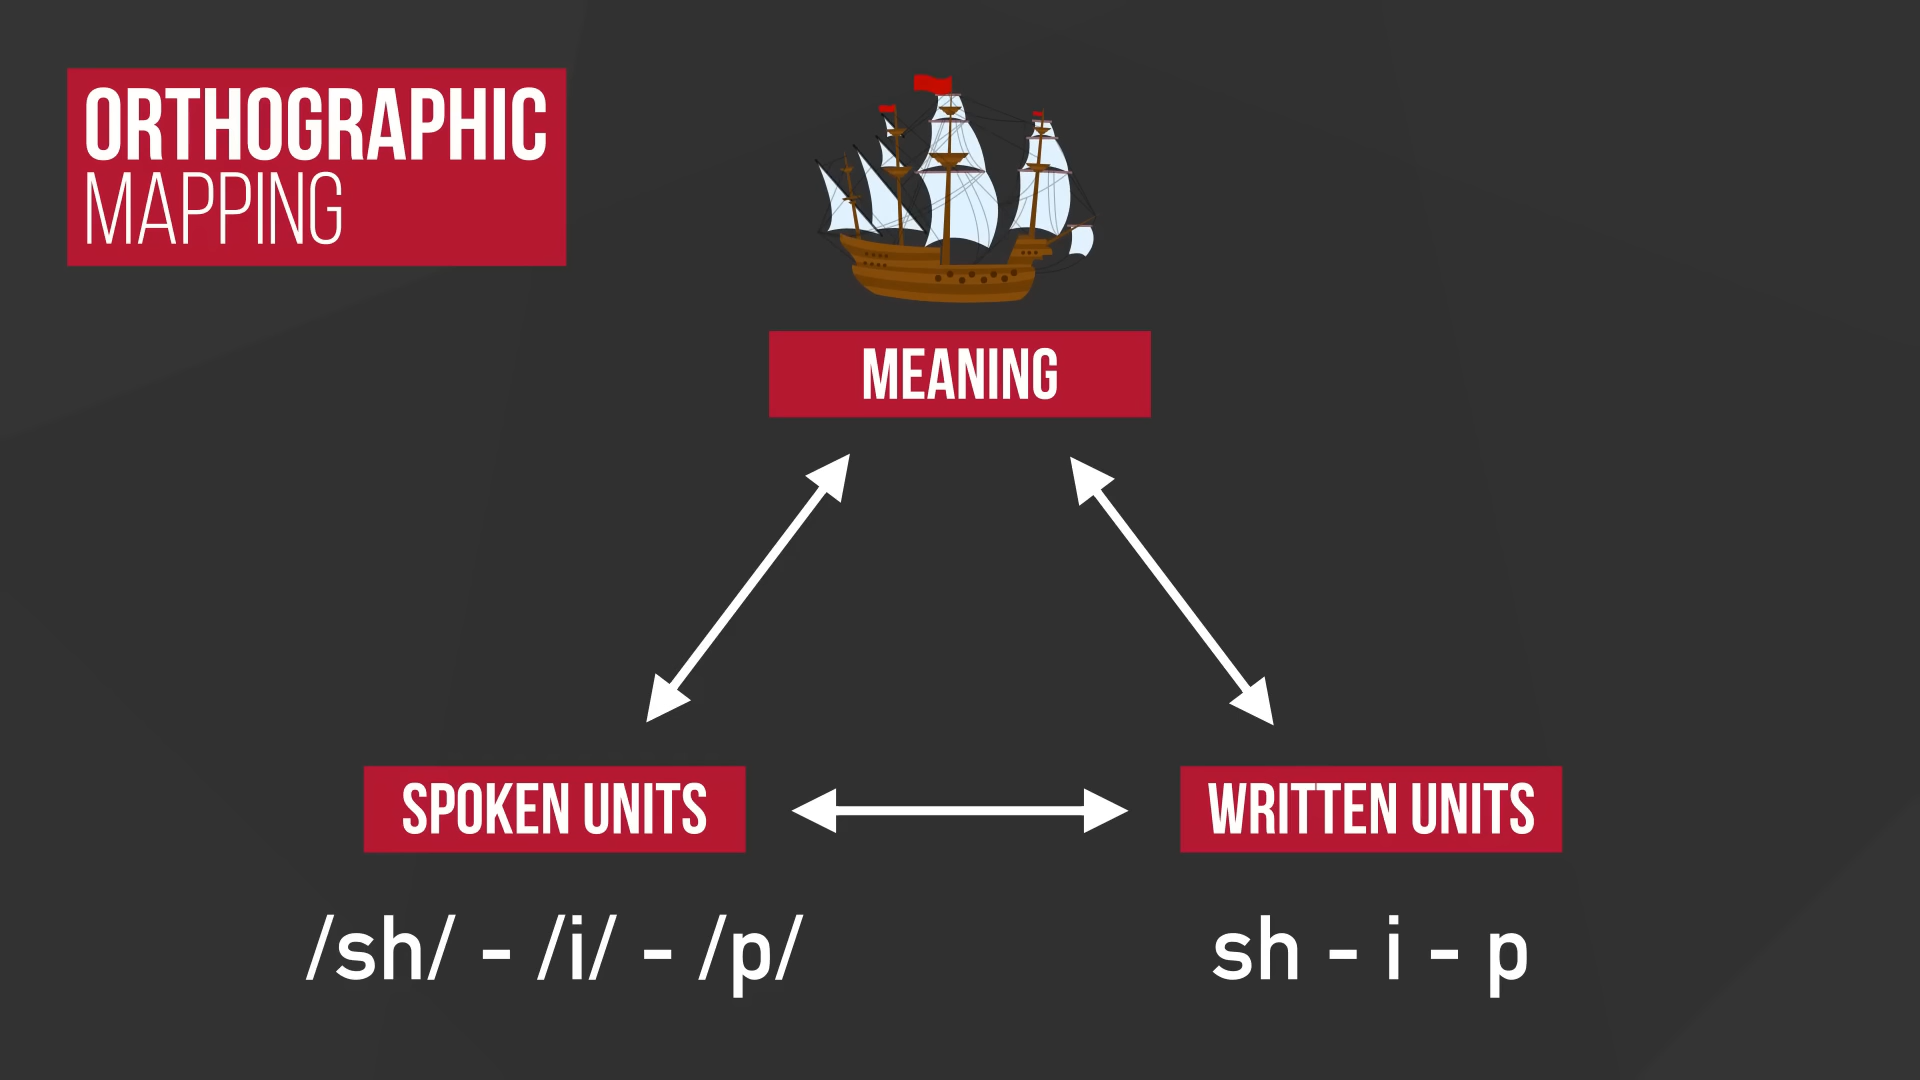 ORTHOGRAPHIC
MAPPING
MEANING
SPOKEN UNITS
WRITTEN UNITS
/sh/ - /i/ - /p/
sh - i - p